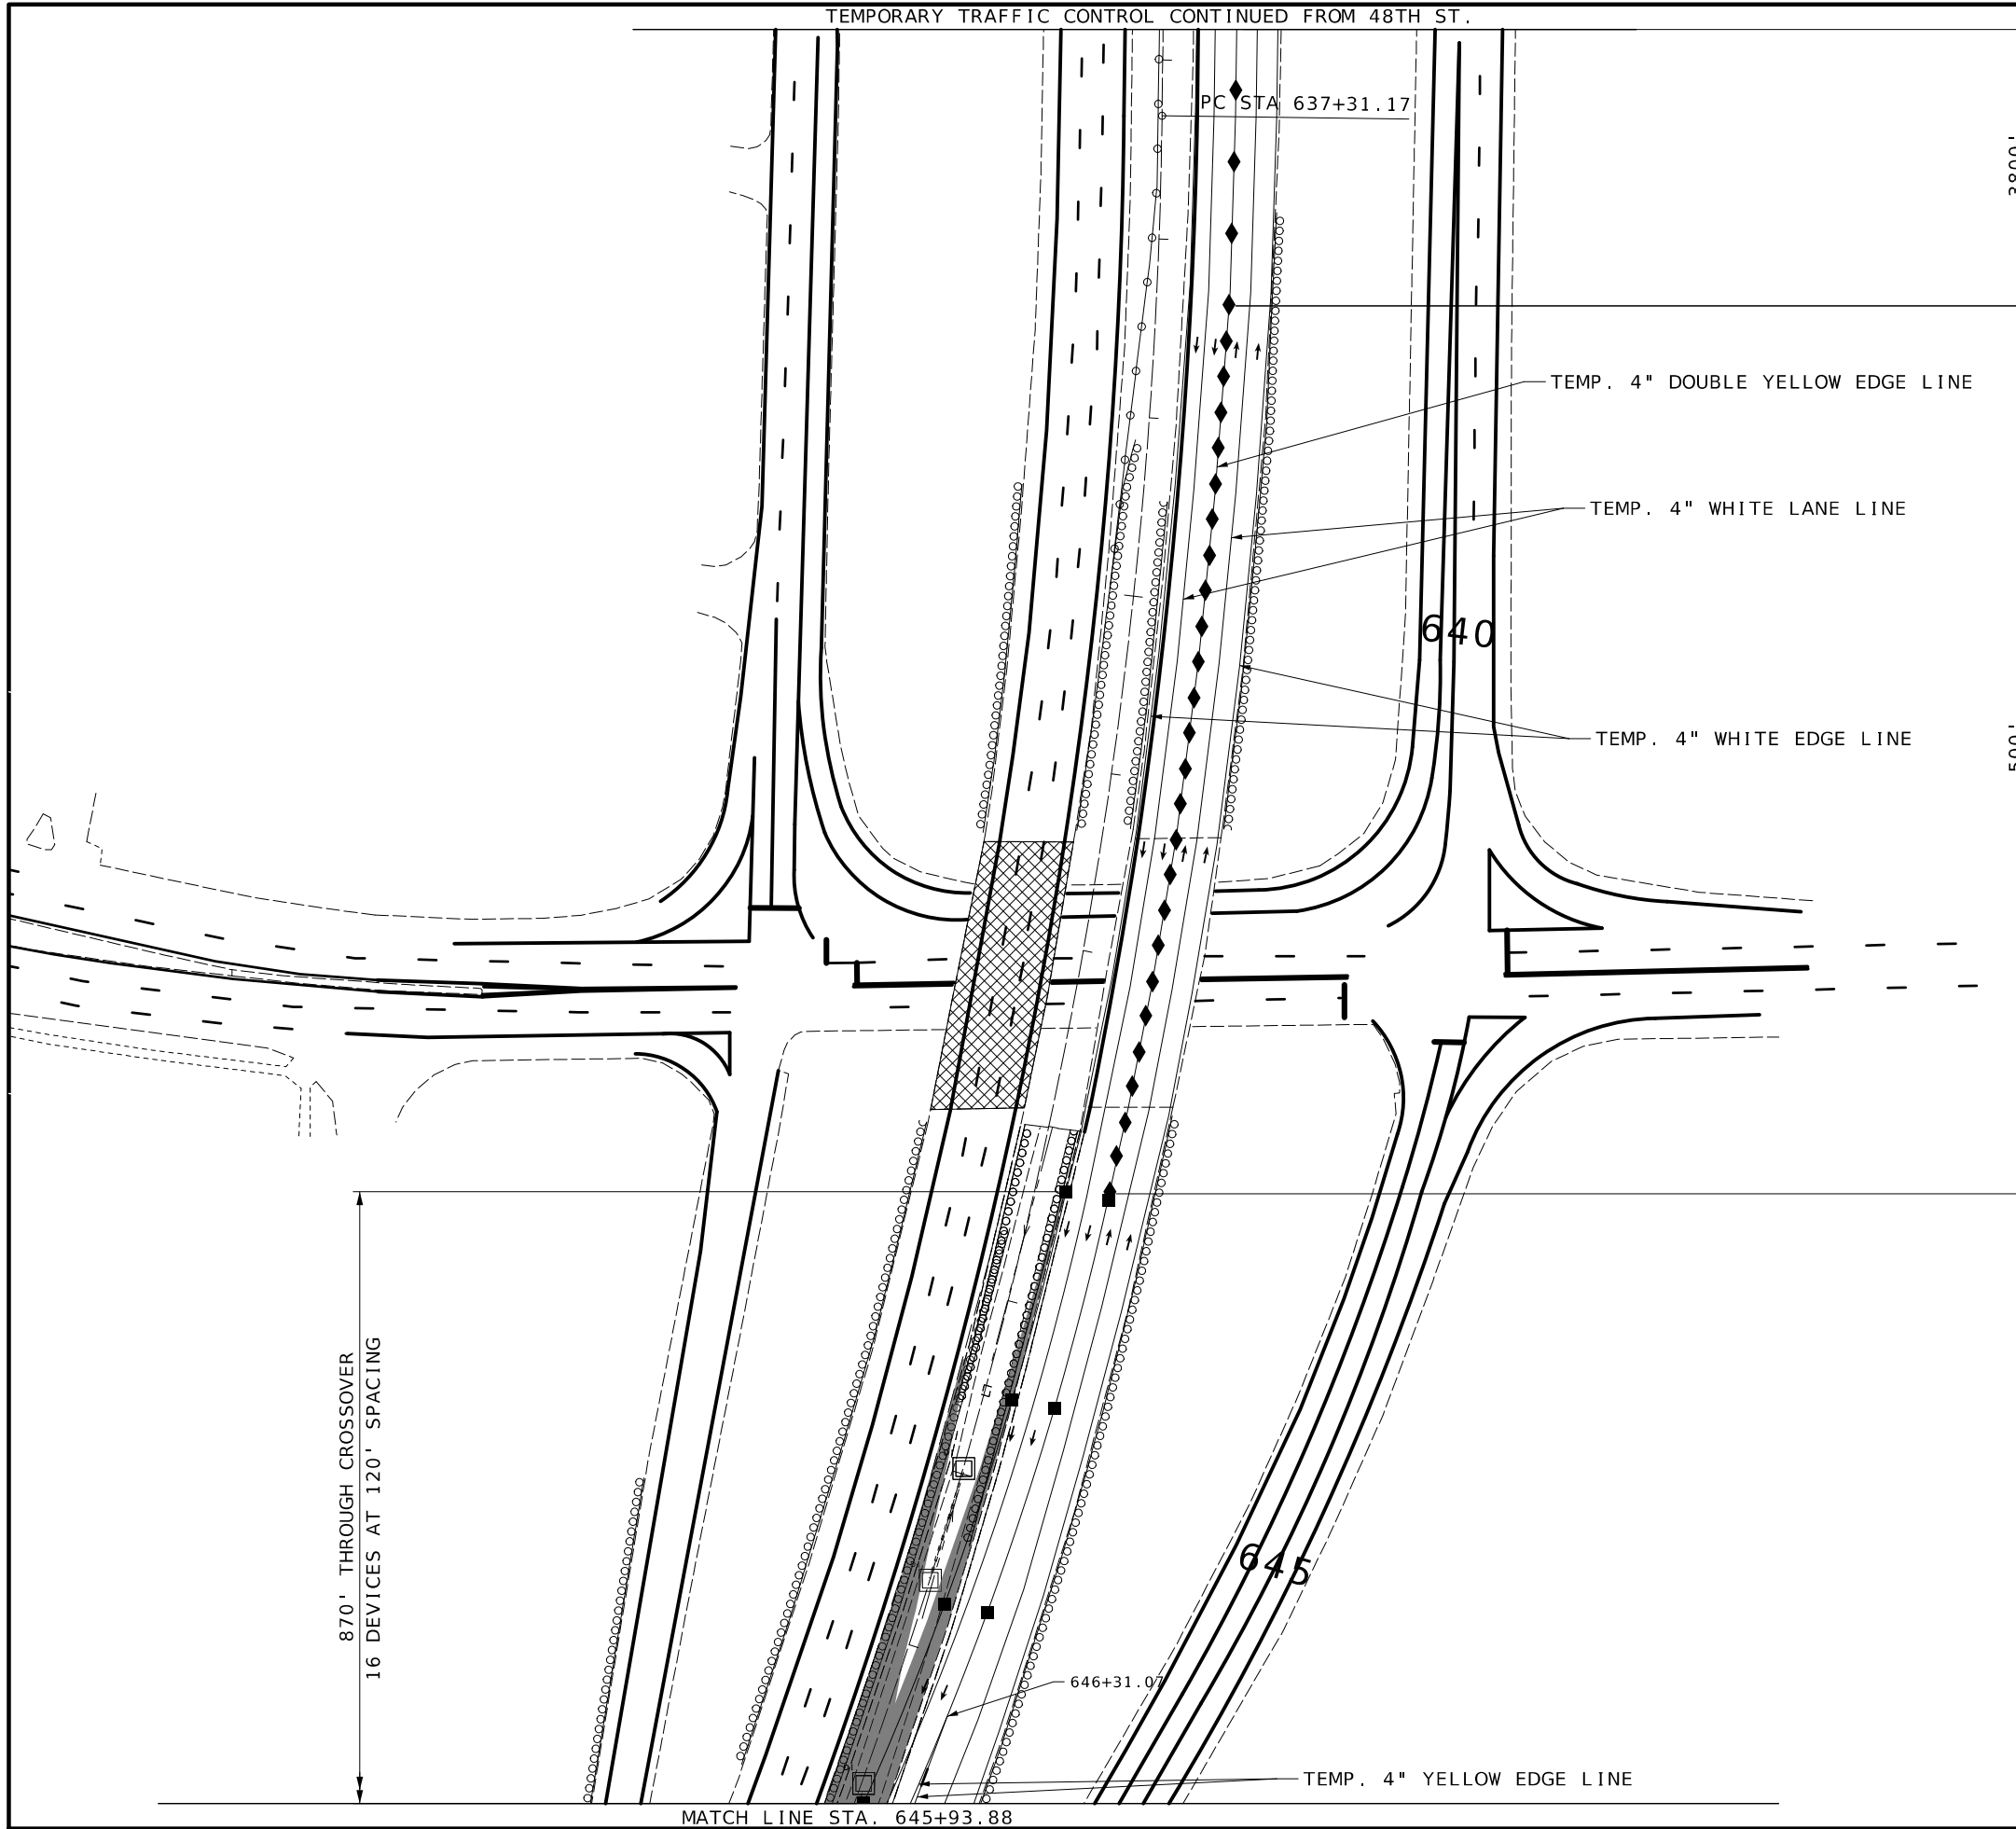 TEMPORARY TRAFFIC CONTROL CONTINUED FROM 48TH ST.
PC STA 637+31.17
3800'
TEMP. 4" DOUBLE YELLOW EDGE LINE
TEMP. 4" WHITE LANE LINE
640
TEMP. 4" WHITE EDGE LINE
500'
870' THROUGH CROSSOVER
16 DEVICES AT 120' SPACING
645
646+31.07
TEMP. 4" YELLOW EDGE LINE
MATCH LINE STA. 645+93.88